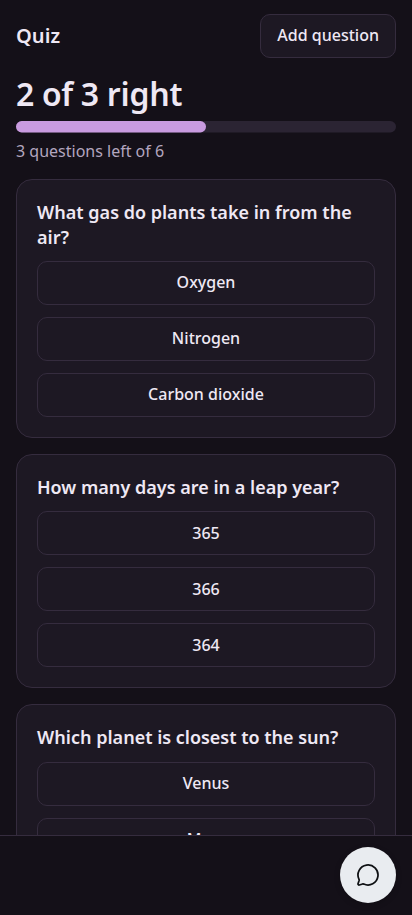 Quiz
Add question
2 of 3 right
3 questions left of 6
What gas do plants take in from the
air?
Oxygen
Nitrogen
Carbon dioxide
How many days are in a leap year?
365
366
364
Which planet is closest to the sun?
Venus